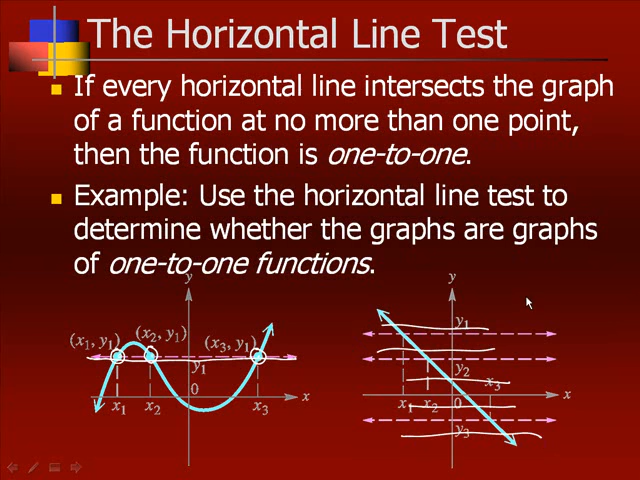 The Horizontal Line Test
If every horizontal line intersects the graph
of a function at no more than one point,
then the function is one-to-one.
Example: Use the horizontal line test to
determine whether the graphs are graphs
of one-to-one functions.
y
(x₁, y₁) (x₂, y₁) (x₃, y₁)
y₁
0
x
x₁ x₂ x₃
y
y₁
y₂
x₃
x
x₁ x₂ 0
y₃